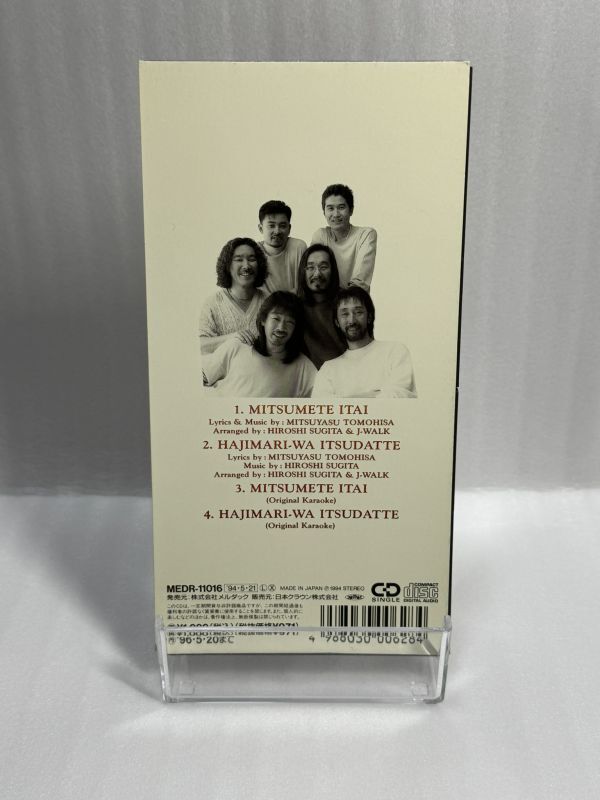 1. MITSUMETE ITAI
Lyrics & Music by : MITSUYASU TOMOHISA
Arranged by : HIROSHI SUGITA & J-WALK
2. HAJIMARI-WA ITSUDATTE
Lyrics by : MITSUYASU TOMOHISA
Music by : HIROSHI SUGITA
Arranged by : HIROSHI SUGITA & J-WALK
3. MITSUMETE ITAI
(Original Karaoke)
4. HAJIMARI-WA ITSUDATTE
(Original Karaoke)
MEDR-11016 '94・5・21 Ⓛ Ⓧ MADE IN JAPAN Ⓟ 1994 STEREO
発売元:株式会社メルダック 販売元:日本クラウン株式会社
CD SINGLE
COMPACT disc DIGITAL AUDIO
'96・5・20まで
4 988030 006284